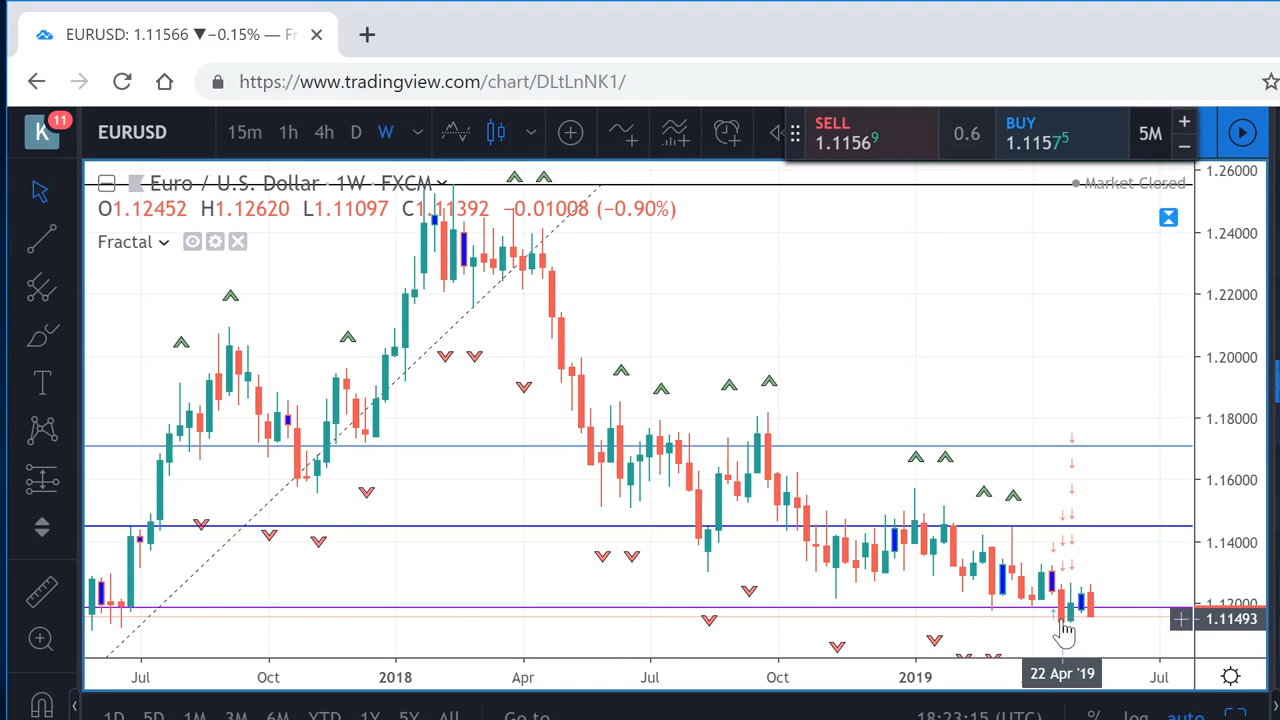 EURUSD: 1.11566 ▼−0.15% — Fr
https://www.tradingview.com/chart/DLtLnNK1/
K 11 EURUSD 15m 1h 4h D W SELL 1.11569 0.6 BUY 1.11575 5M
Euro / U.S. Dollar · 1W · FXCM Market Closed
O1.12452 H1.12620 L1.11097 C1.11392 −0.01008 (−0.90%)
Fractal
1.26000
1.24000
1.22000
1.20000
1.18000
1.16000
1.14000
1.12000
1.11493
Jul Oct 2018 Apr Jul Oct 2019 22 Apr '19 Jul
1D 5D 1M 3M 6M YTD 1Y 5Y All Go to 18:23:15 (UTC) % log auto